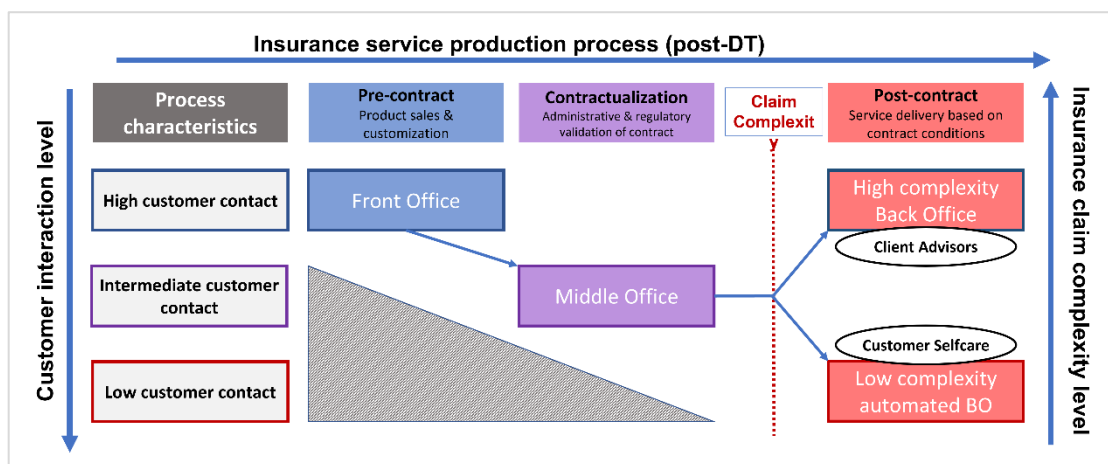 Insurance service production process (post-DT)
Customer interaction level
Process
characteristics
Pre-contract
Product sales &
customization
Contractualization
Administrative & regulatory
validation of contract
Claim
Complexit
y
Post-contract
Service delivery based on
contract conditions
Insurance claim complexity level
High customer contact
Front Office
High complexity
Back Office
Client Advisors
Intermediate customer
contact
Middle Office
Customer Selfcare
Low customer contact
Low complexity
automated BO